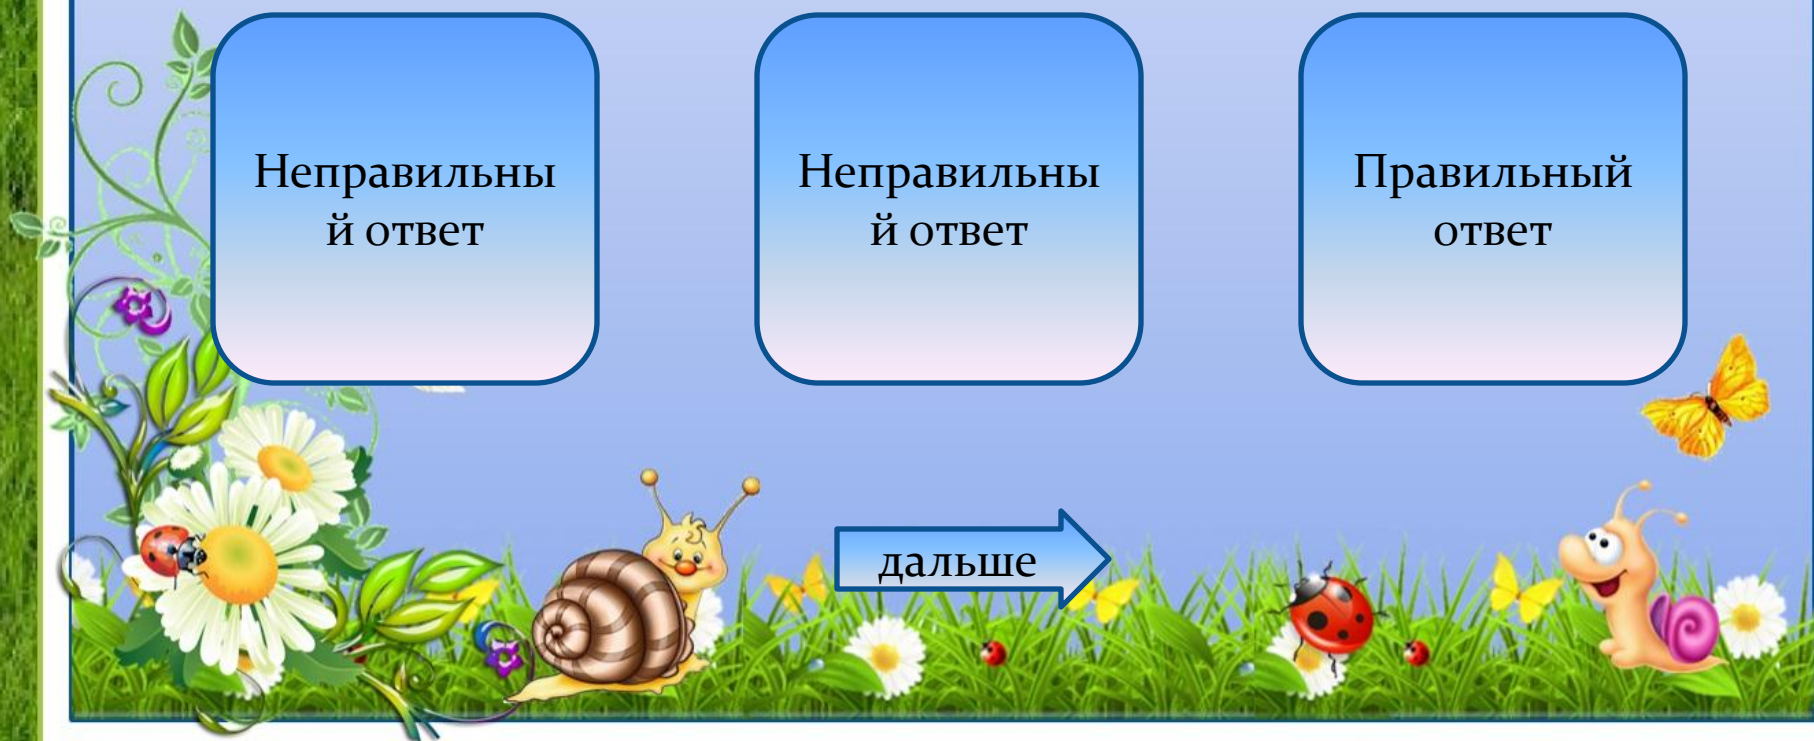 Неправильны
й ответ
Неправильны
й ответ
Правильный
ответ
дальше